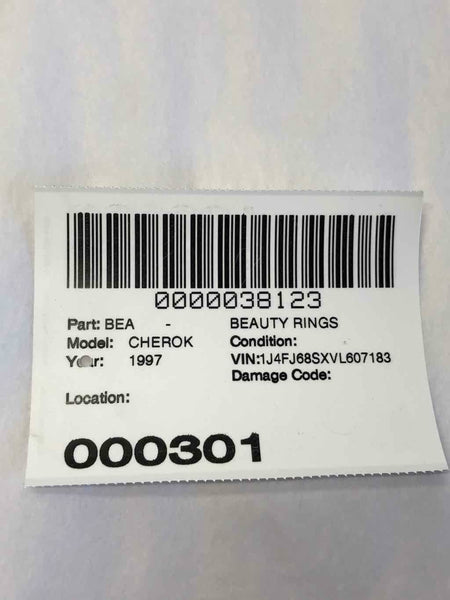 0000038123
Part: BEA - BEAUTY RINGS
Model: CHEROK Condition:
Year: 1997 VIN:1J4FJ68SXVL607183
Damage Code:
Location:
000301